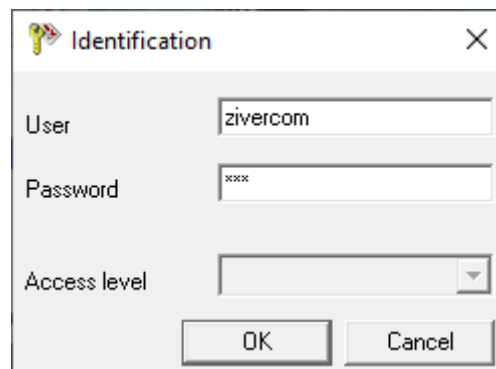 Identification
User
zivercom
Password
***
Access level
OK Cancel